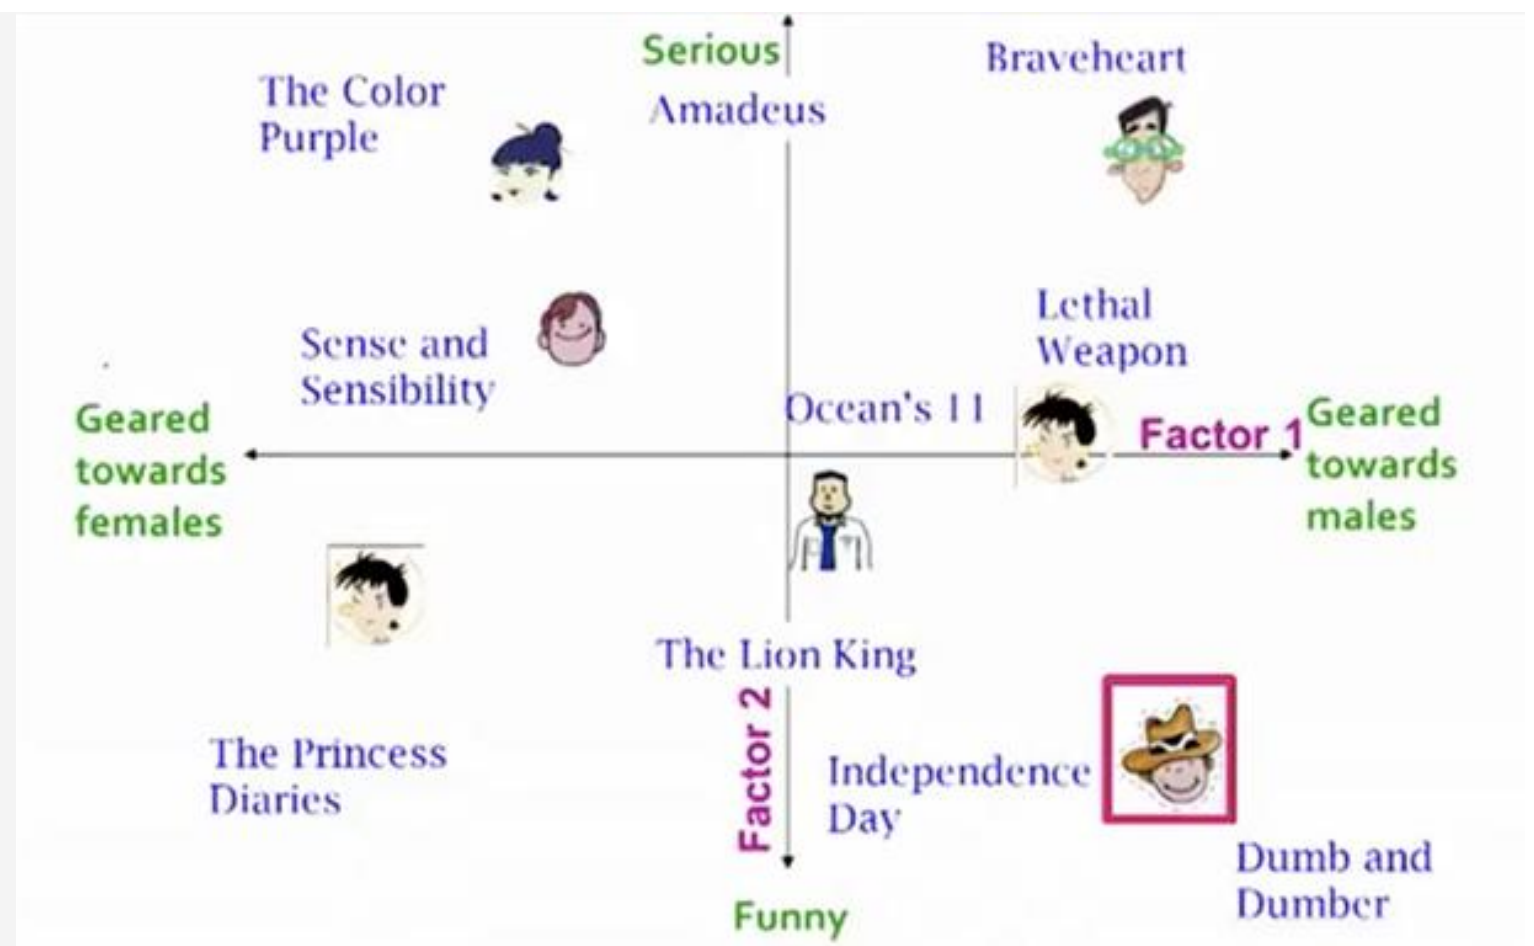 Serious
Braveheart
The Color
Purple
Amadeus
Lethal
Weapon
Sense and
Sensibility
Ocean's 11
Geared
towards
females
Factor 1
Geared
towards
males
The Lion King
Factor 2
The Princess
Diaries
Independence
Day
Dumb and
Dumber
Funny